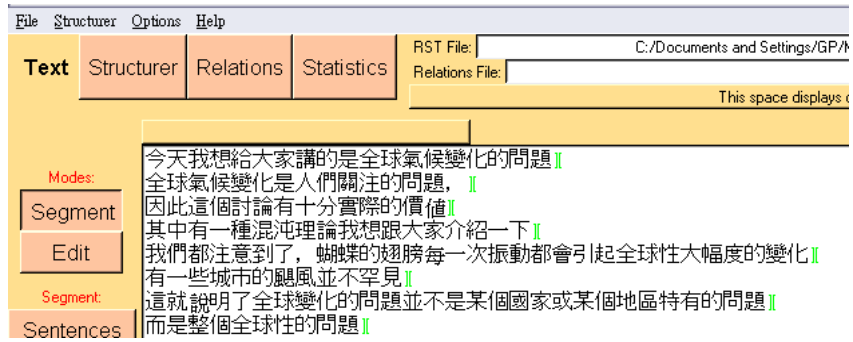 File Structurer Options Help
Text Structurer Relations Statistics
RST File: C:/Documents and Settings/GP/
Relations File:
This space displays
Modes:
Segment
Edit
Segment:
Sentences
今天我想給大家講的是全球氣候變化的問題][
全球氣候變化是人們關注的問題， ][
因此這個討論有十分實際的價值][
其中有一種混沌理論我想跟大家介紹一下][
我們都注意到了，蝴蝶的翅膀每一次振動都會引起全球性大幅度的變化][
有一些城市的颶風並不罕見][
這就說明了全球變化的問題並不是某個國家或某個地區特有的問題][
而是整個全球性的問題][